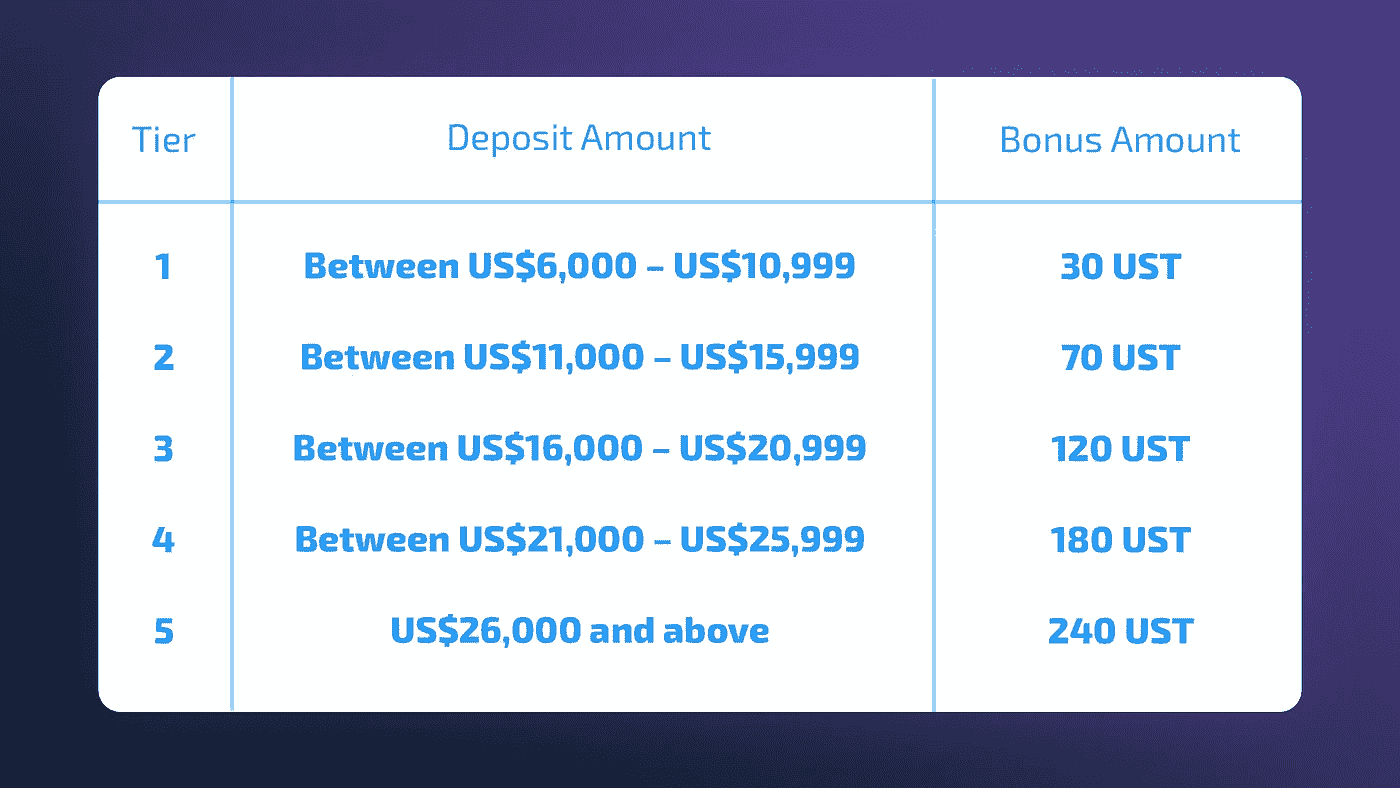 Tier Deposit Amount Bonus Amount
1 Between US$6,000 – US$10,999 30 UST
2 Between US$11,000 – US$15,999 70 UST
3 Between US$16,000 – US$20,999 120 UST
4 Between US$21,000 – US$25,999 180 UST
5 US$26,000 and above 240 UST